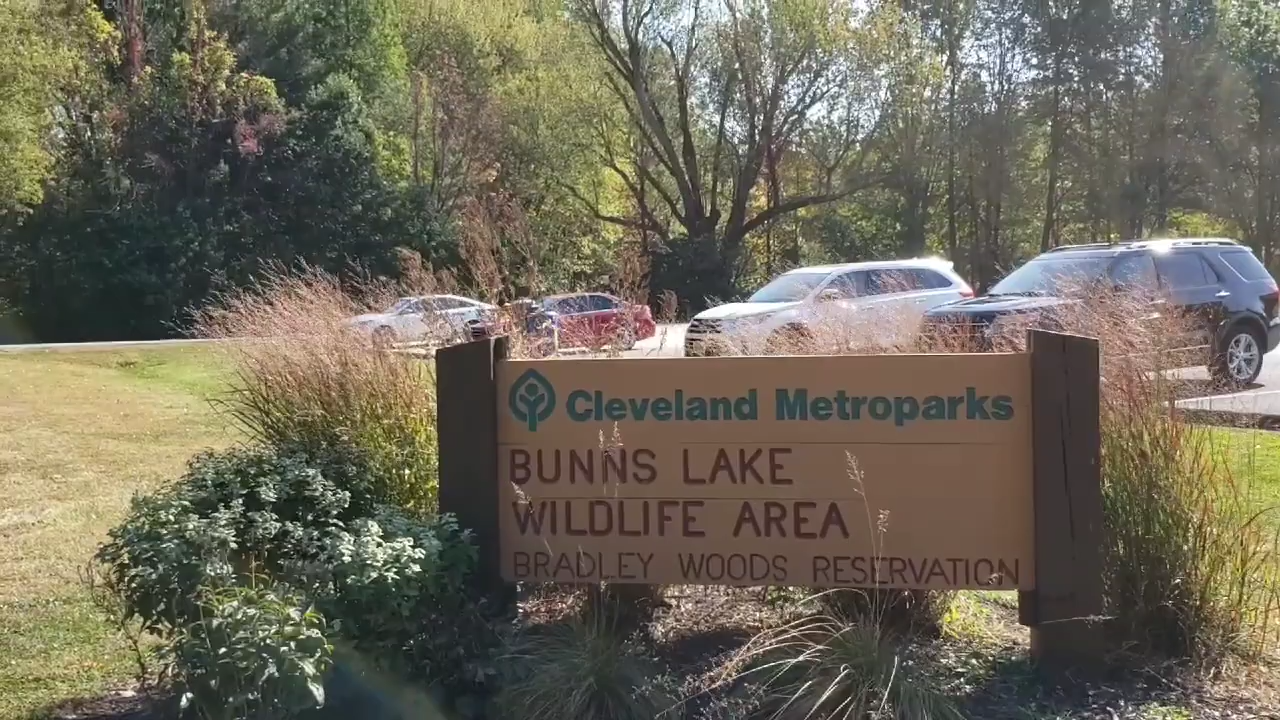 Cleveland Metroparks
BUNNS LAKE
WILDLIFE AREA
BRADLEY WOODS RESERVATION